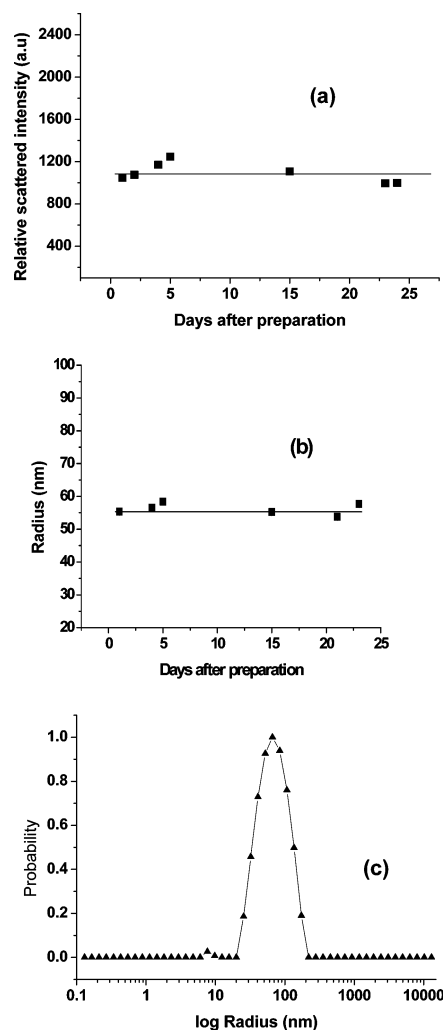 2400
2000
(a)
1600
1200
800
400
Relative scattered intensity (a.u)
0 5 10 15 20 25
Days after preparation
100
90
80
(b)
70
60
50
40
30
20
Radius (nm)
0 5 10 15 20 25
Days after preparation
1.0
0.8
0.6
0.4
(c)
0.2
0.0
Probability
0.1 1 10 100 1000 10000
log Radius (nm)